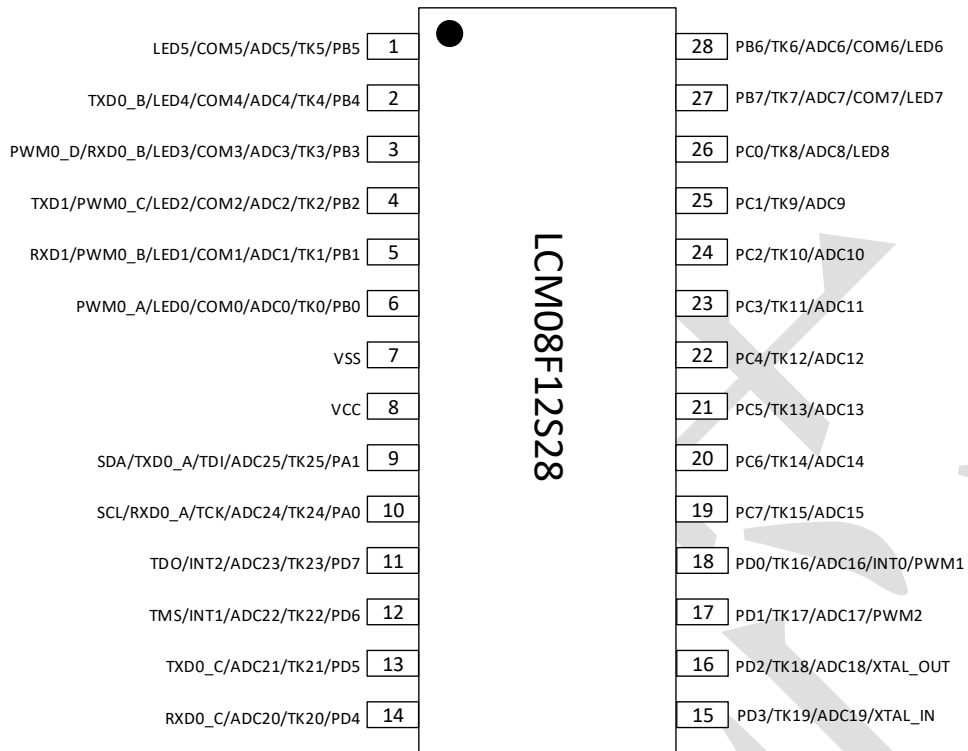 LED5/COM5/ADC5/TK5/PB5 1
TXD0_B/LED4/COM4/ADC4/TK4/PB4 2
PWM0_D/RXD0_B/LED3/COM3/ADC3/TK3/PB3 3
TXD1/PWM0_C/LED2/COM2/ADC2/TK2/PB2 4
RXD1/PWM0_B/LED1/COM1/ADC1/TK1/PB1 5
PWM0_A/LED0/COM0/ADC0/TK0/PB0 6
VSS 7
VCC 8
SDA/TXD0_A/TDI/ADC25/TK25/PA1 9
SCL/RXD0_A/TCK/ADC24/TK24/PA0 10
TDO/INT2/ADC23/TK23/PD7 11
TMS/INT1/ADC22/TK22/PD6 12
TXD0_C/ADC21/TK21/PD5 13
RXD0_C/ADC20/TK20/PD4 14
LCM08F12S28
28 PB6/TK6/ADC6/COM6/LED6
27 PB7/TK7/ADC7/COM7/LED7
26 PC0/TK8/ADC8/LED8
25 PC1/TK9/ADC9
24 PC2/TK10/ADC10
23 PC3/TK11/ADC11
22 PC4/TK12/ADC12
21 PC5/TK13/ADC13
20 PC6/TK14/ADC14
19 PC7/TK15/ADC15
18 PD0/TK16/ADC16/INT0/PWM1
17 PD1/TK17/ADC17/PWM2
16 PD2/TK18/ADC18/XTAL_OUT
15 PD3/TK19/ADC19/XTAL_IN